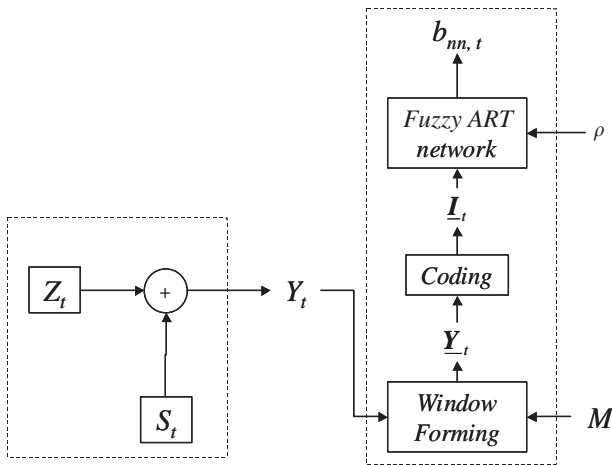 b_{nn, t}
Fuzzy ART
network
ρ
I_t
Z_t
+
Y_t
Coding
Y_t
S_t
Window
Forming
M